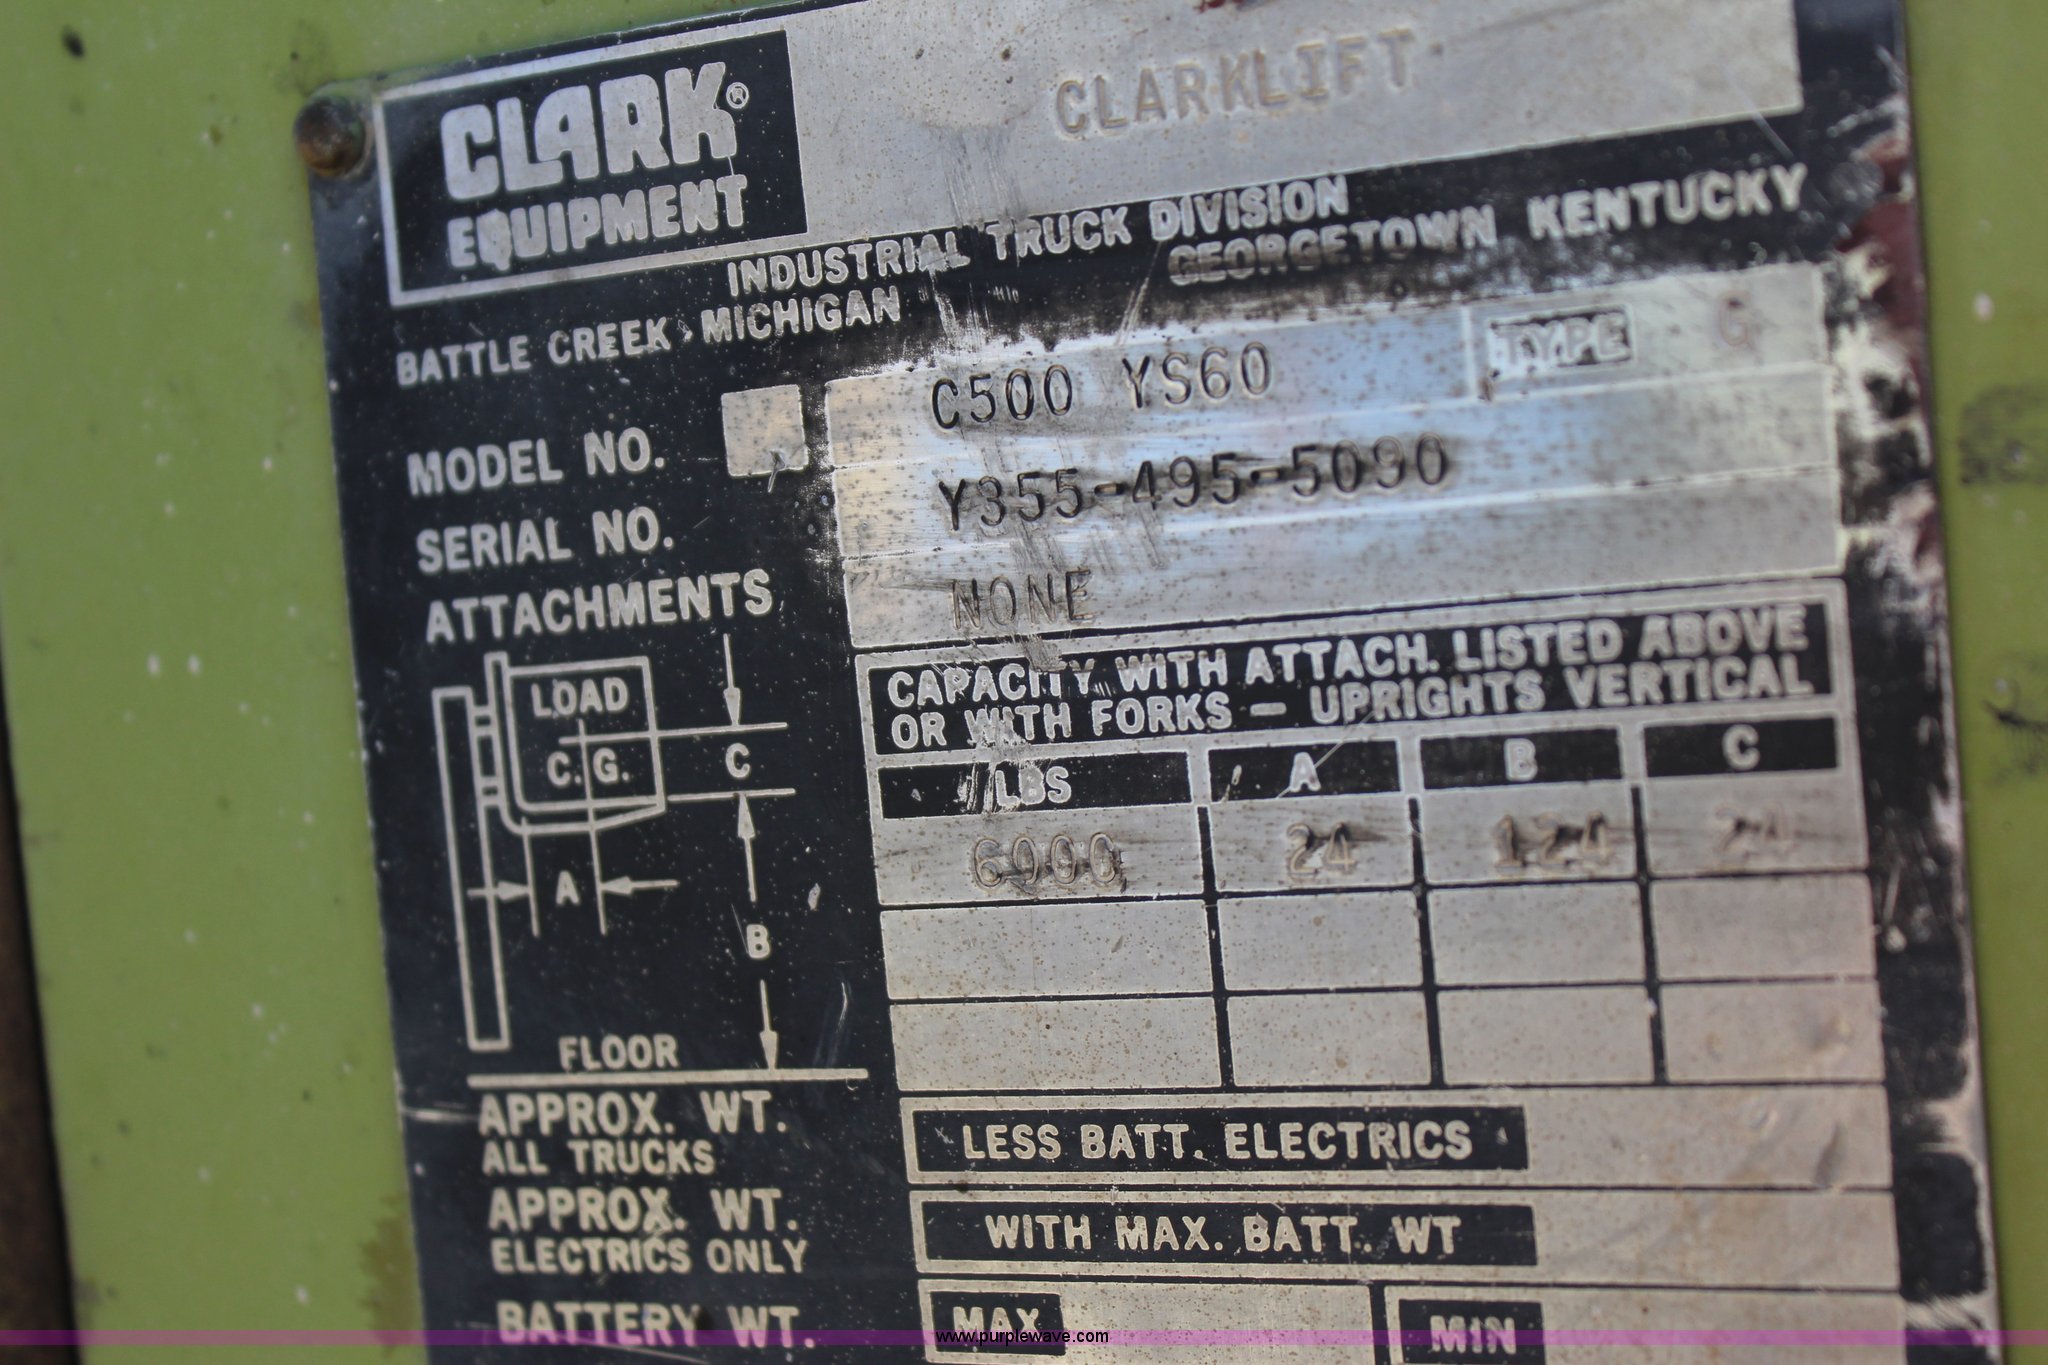 CLARK®
EQUIPMENT
CLARKLIFT
INDUSTRIAL TRUCK DIVISION
BATTLE CREEK, MICHIGAN
GEORGETOWN KENTUCKY
MODEL NO. C500 YS60 TYPE G
SERIAL NO. Y355-495-5090
ATTACHMENTS NONE
LOAD
C.G.
C
A
B
FLOOR
CAPACITY WITH ATTACH. LISTED ABOVE
OR WITH FORKS — UPRIGHTS VERTICAL
LBS A B C
6000 24 124 24
APPROX. WT.
ALL TRUCKS
LESS BATT. ELECTRICS
APPROX. WT.
ELECTRICS ONLY
WITH MAX. BATT. WT
BATTERY WT. MAX MIN
www.purplewave.com